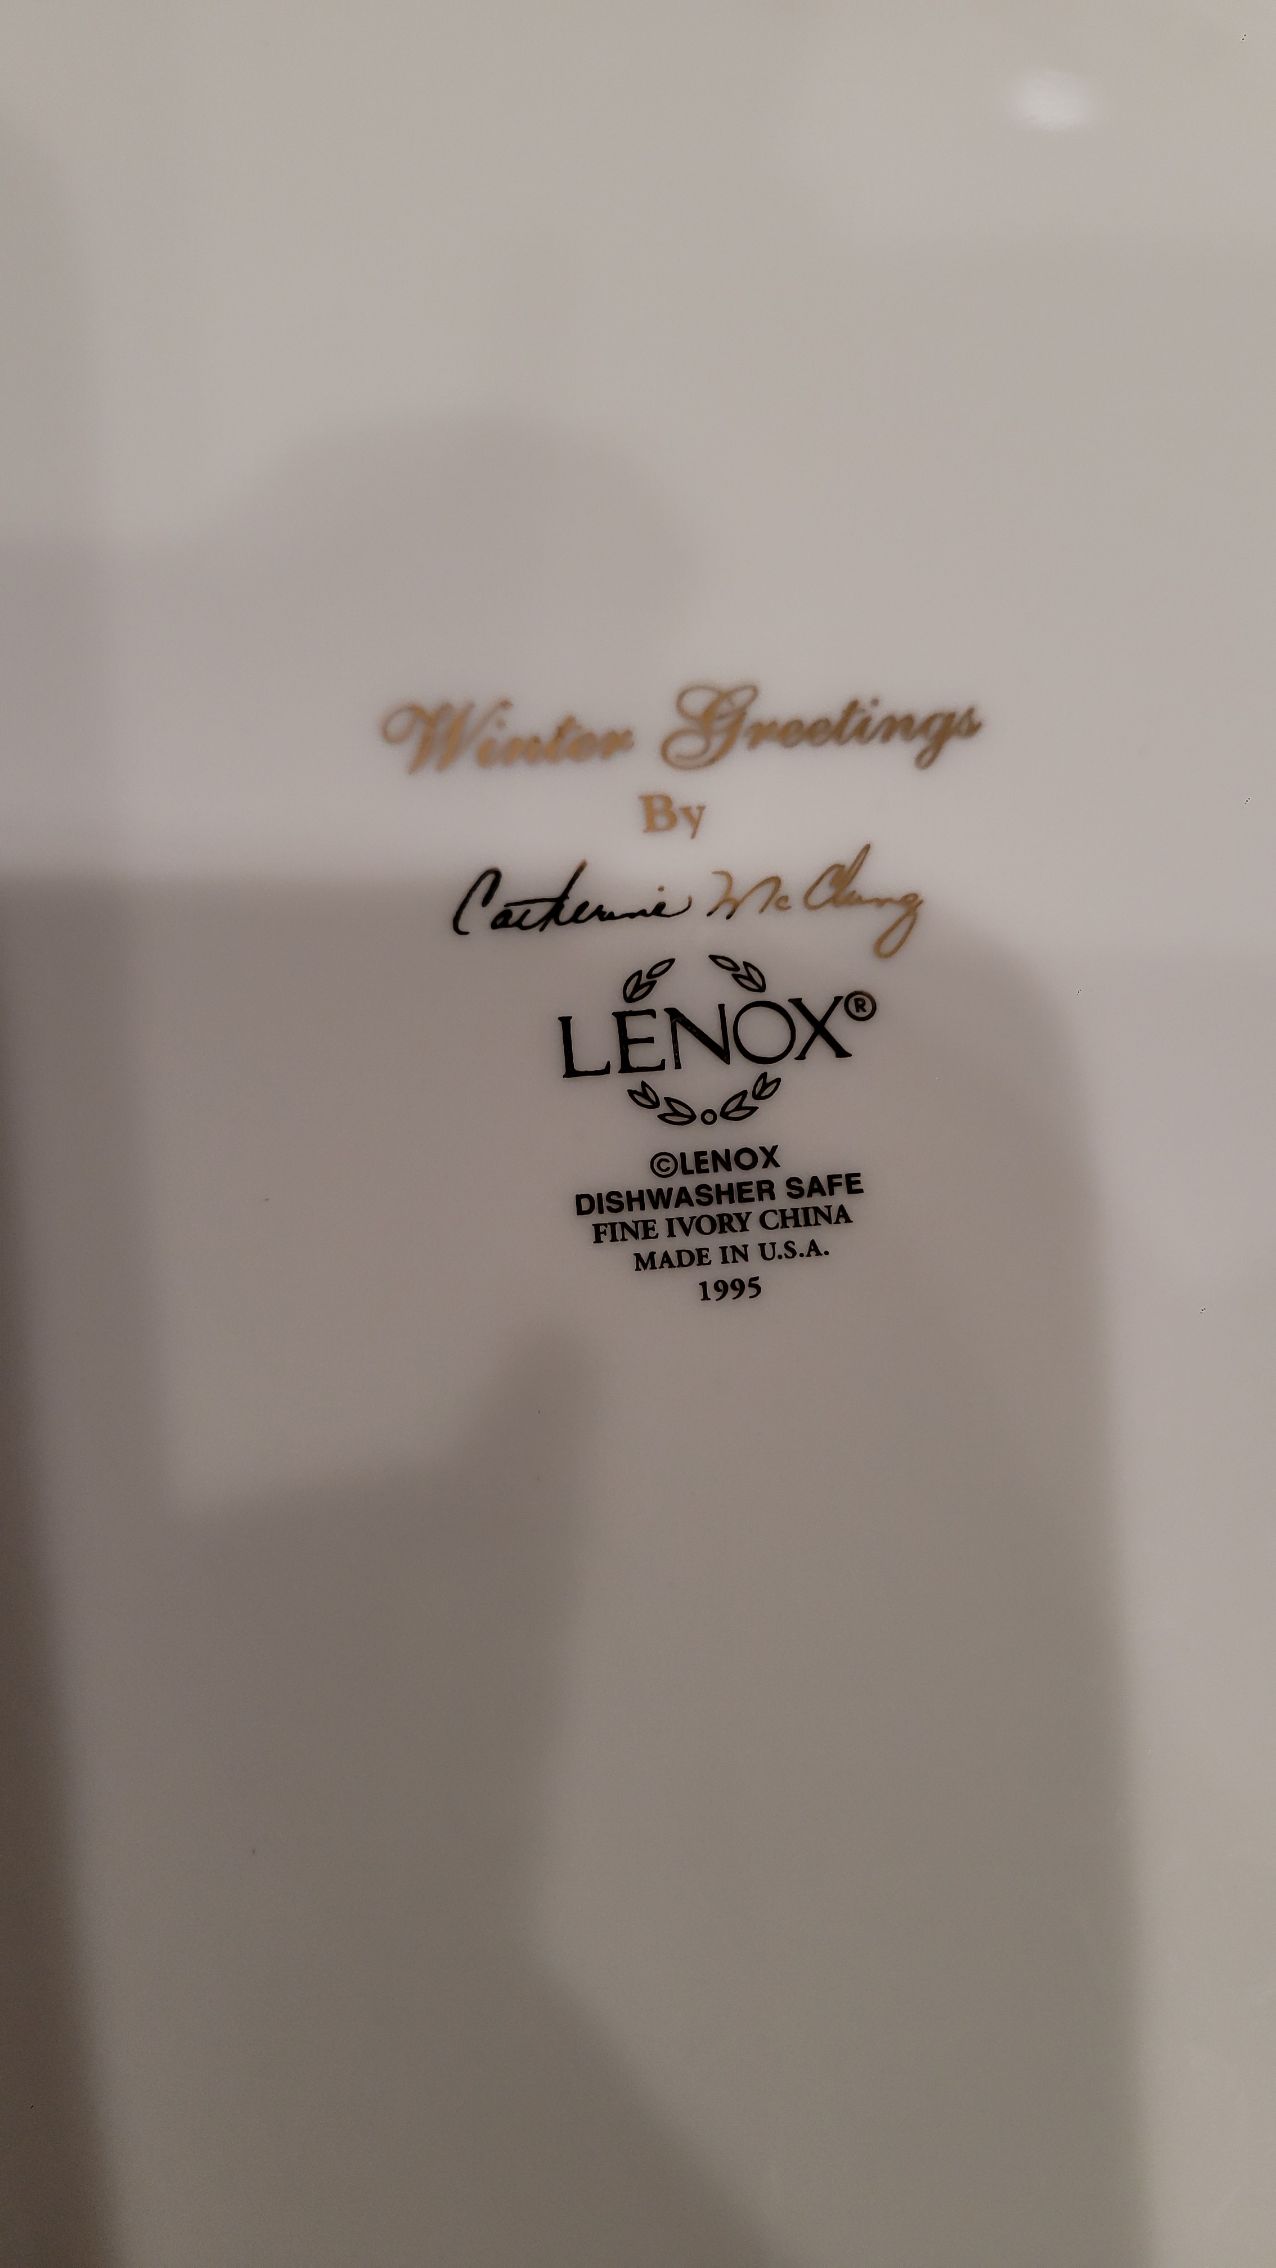 Winter Greetings
By
Catherine McClung
LENOX®
©LENOX
DISHWASHER SAFE
FINE IVORY CHINA
MADE IN U.S.A.
1995